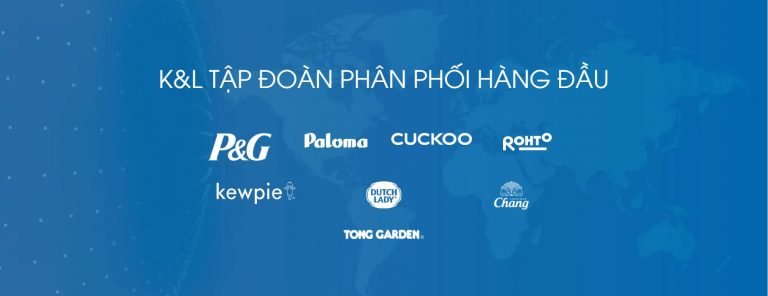 K&L TẬP ĐOÀN PHÂN PHỐI HÀNG ĐẦU
P&G Paloma CUCKOO ROHTO
kewpie DUTCH LADY® Chang
TONG GARDEN®